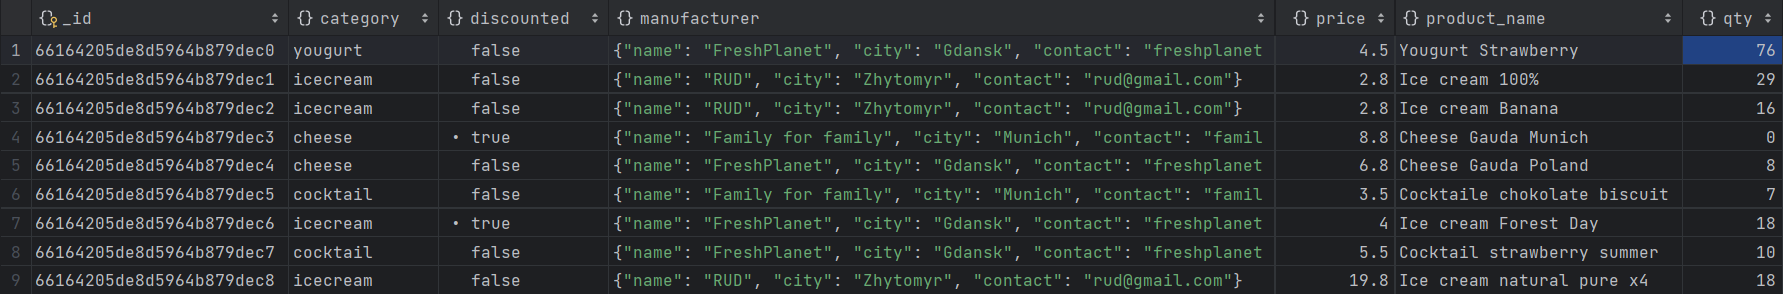 _id category discounted manufacturer price product_name qty
1 66164205de8d5964b879dec0 yougurt false {"name": "FreshPlanet", "city": "Gdansk", "contact": "freshplanet 4.5 Yougurt Strawberry 76
2 66164205de8d5964b879dec1 icecream false {"name": "RUD", "city": "Zhytomyr", "contact": "rud@gmail.com"} 2.8 Ice cream 100% 29
3 66164205de8d5964b879dec2 icecream false {"name": "RUD", "city": "Zhytomyr", "contact": "rud@gmail.com"} 2.8 Ice cream Banana 16
4 66164205de8d5964b879dec3 cheese • true {"name": "Family for family", "city": "Munich", "contact": "famil 8.8 Cheese Gauda Munich 0
5 66164205de8d5964b879dec4 cheese false {"name": "FreshPlanet", "city": "Gdansk", "contact": "freshplanet 6.8 Cheese Gauda Poland 8
6 66164205de8d5964b879dec5 cocktail false {"name": "Family for family", "city": "Munich", "contact": "famil 3.5 Cocktaile chokolate biscuit 7
7 66164205de8d5964b879dec6 icecream • true {"name": "FreshPlanet", "city": "Gdansk", "contact": "freshplanet 4 Ice cream Forest Day 18
8 66164205de8d5964b879dec7 cocktail false {"name": "FreshPlanet", "city": "Gdansk", "contact": "freshplanet 5.5 Cocktail strawberry summer 10
9 66164205de8d5964b879dec8 icecream false {"name": "RUD", "city": "Zhytomyr", "contact": "rud@gmail.com"} 19.8 Ice cream natural pure x4 18